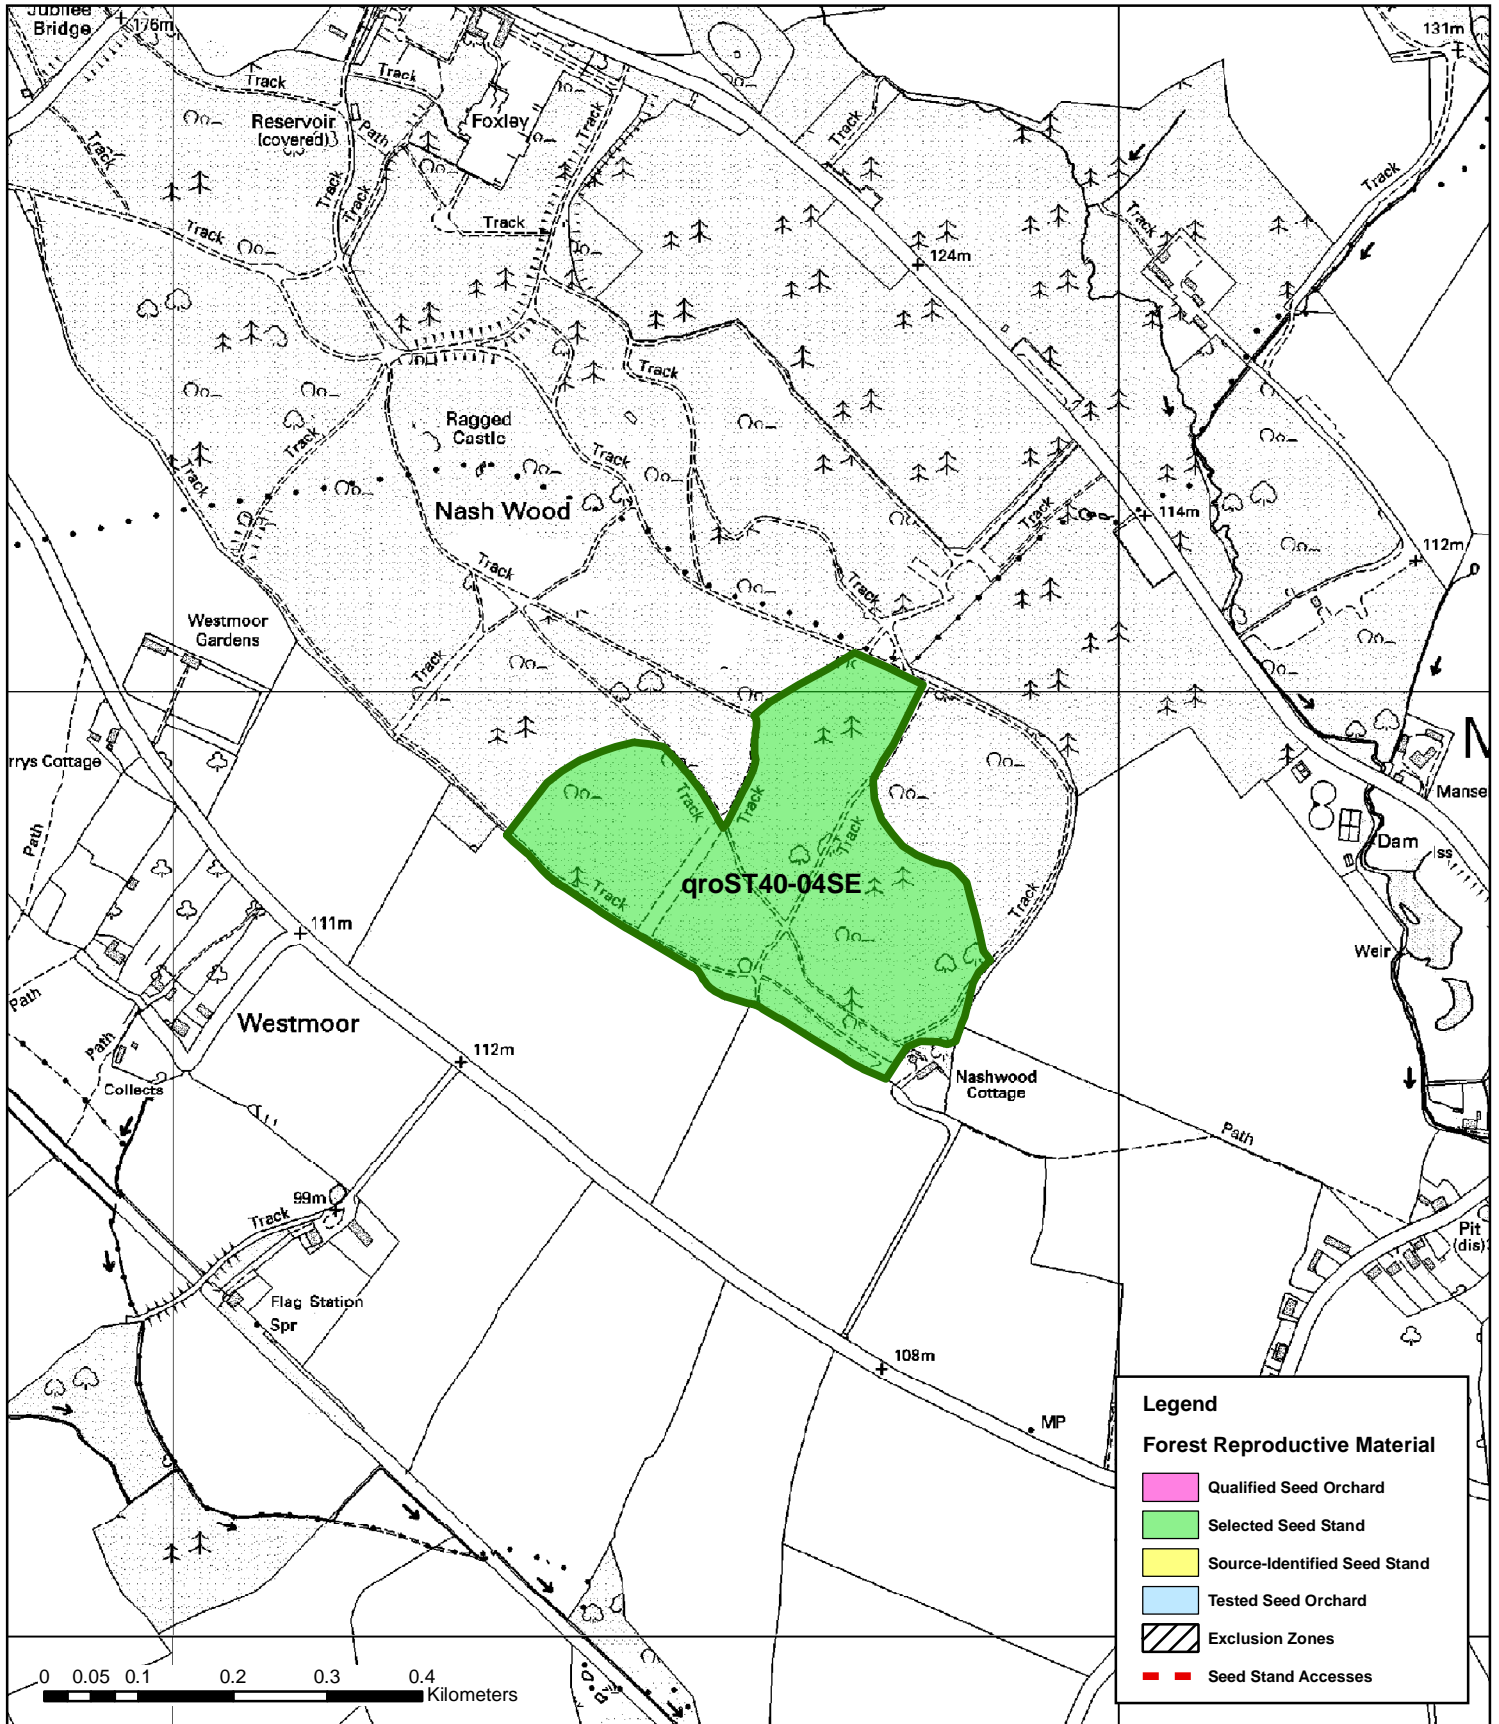 Jubilee
Bridge
176m
131m
Track
Track
Reservoir
(covered)
Path
Foxley
Track
Track
Track
Track
Track
Track
Track
Track
Track
Track
124m
Track
Ragged
Castle
Track
Track
Track
Nash Wood
Track
114m
112m
Track
Track
Westmoor
Gardens
Track
rrys Cottage
Manse
Path
Track
Track
Track
Dam
Iss
qroST40-04SE
Track
Track
111m
Weir
Path
Westmoor
Path
112m
Nashwood
Cottage
Collects
Path
99m
Track
Pit
(dis)
Flag Station
Spr
108m
MP
Legend
Forest Reproductive Material
Qualified Seed Orchard
Selected Seed Stand
Source-Identified Seed Stand
Tested Seed Orchard
Exclusion Zones
Seed Stand Accesses
0 0.05 0.1 0.2 0.3 0.4
Kilometers